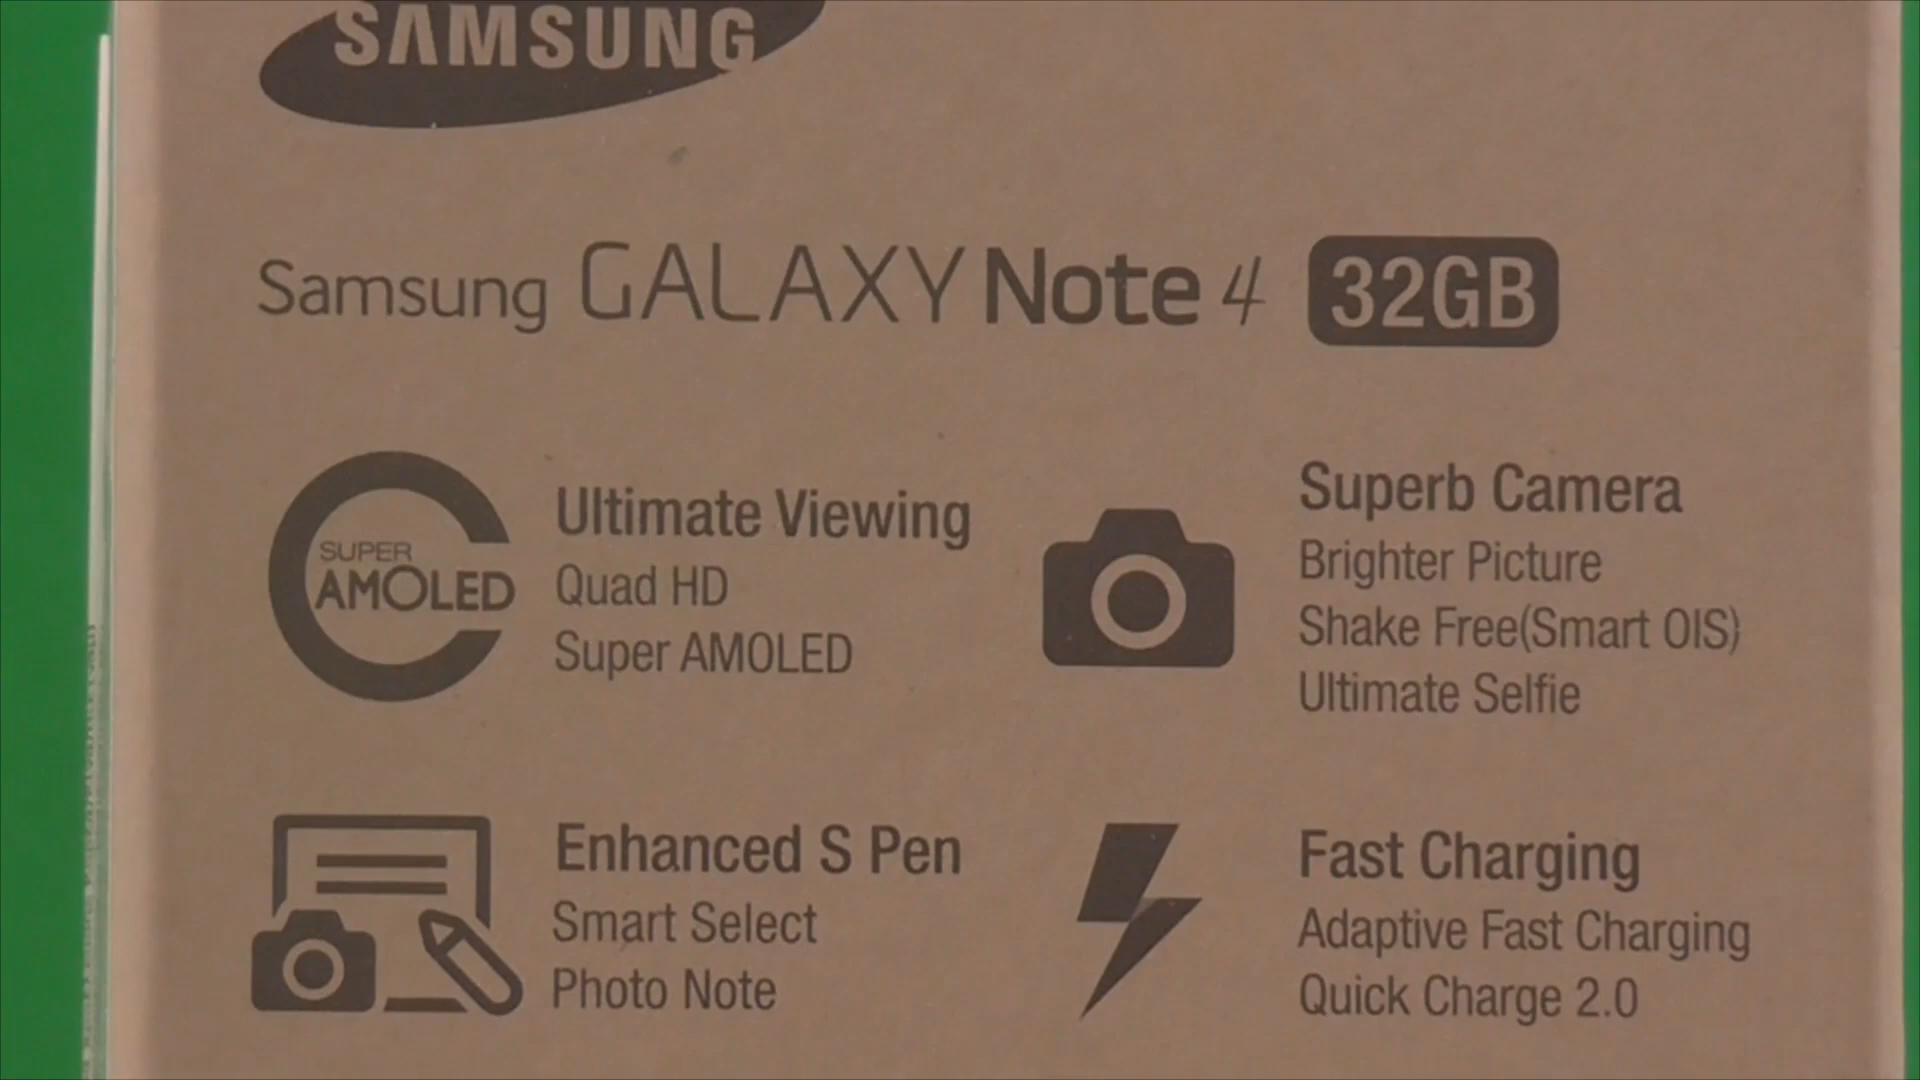 SAMSUNG
Samsung GALAXY Note 4 32GB
SUPER
AMOLED
Ultimate Viewing
Quad HD
Super AMOLED
Superb Camera
Brighter Picture
Shake Free(Smart OIS)
Ultimate Selfie
Enhanced S Pen
Smart Select
Photo Note
Fast Charging
Adaptive Fast Charging
Quick Charge 2.0